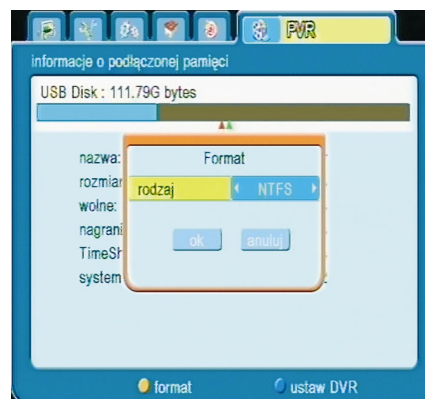 PVR
informacje o podłączonej pamięci
USB Disk : 111.79G bytes
nazwa:
Format
rozmiar
rodzaj
NTFS
wolne:
nagrani
ok
anuluj
TimeSh
system
format
ustaw DVR